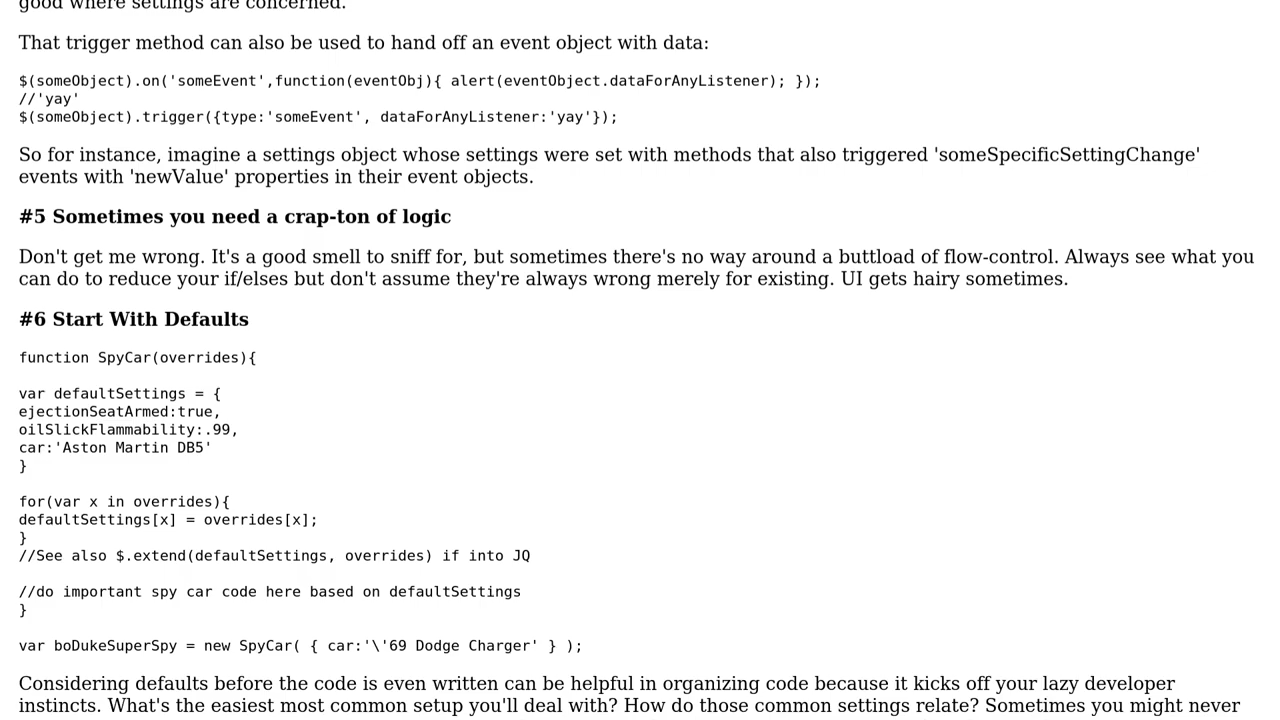 good where settings are concerned.
That trigger method can also be used to hand off an event object with data:
$(someObject).on('someEvent',function(eventObj){ alert(eventObject.dataForAnyListener); });
//'yay'
$(someObject).trigger({type:'someEvent', dataForAnyListener:'yay'});
So for instance, imagine a settings object whose settings were set with methods that also triggered 'someSpecificSettingChange'
events with 'newValue' properties in their event objects.
#5 Sometimes you need a crap-ton of logic
Don't get me wrong. It's a good smell to sniff for, but sometimes there's no way around a buttload of flow-control. Always see what you
can do to reduce your if/elses but don't assume they're always wrong merely for existing. UI gets hairy sometimes.
#6 Start With Defaults
function SpyCar(overrides){
var defaultSettings = {
ejectionSeatArmed:true,
oilSlickFlammability:.99,
car:'Aston Martin DB5'
}
for(var x in overrides){
defaultSettings[x] = overrides[x];
}
//See also $.extend(defaultSettings, overrides) if into JQ
//do important spy car code here based on defaultSettings
}
var boDukeSuperSpy = new SpyCar( { car:'\'69 Dodge Charger' } );
Considering defaults before the code is even written can be helpful in organizing code because it kicks off your lazy developer
instincts. What's the easiest most common setup you'll deal with? How do those common settings relate? Sometimes you might never